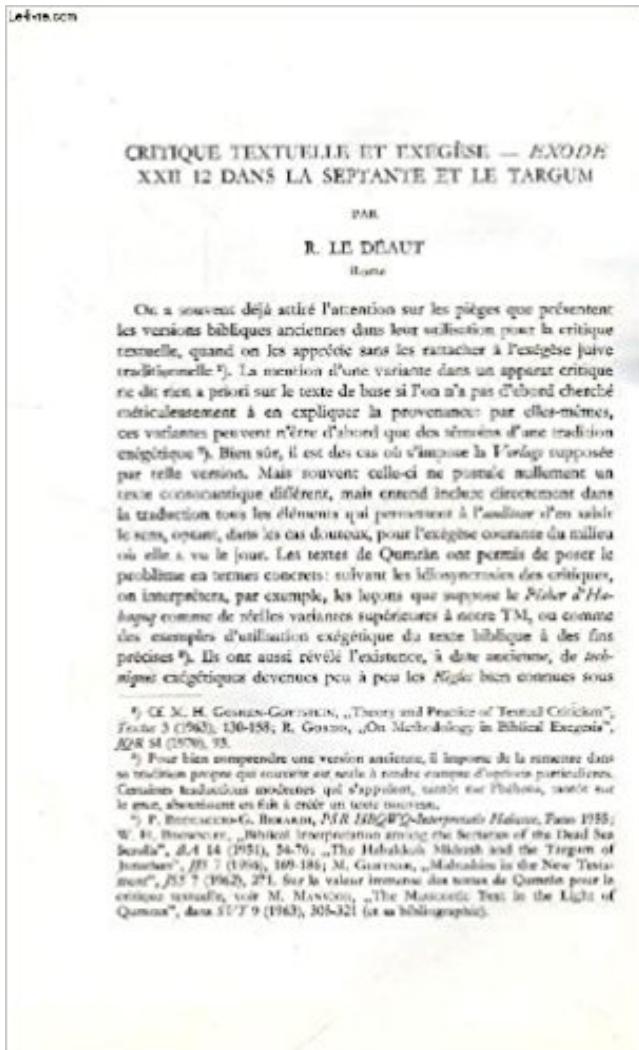 Le-livre.com
CRITIQUE TEXTUELLE ET EXÉGÈSE — EXODE
XXII 12 DANS LA SEPTANTE ET LE TARGUM
PAR
R. LE DÉAUT
Rome
On a souvent déjà attiré l'attention sur les pièges que présentent
les versions bibliques anciennes dans leur utilisation pour la critique
textuelle, quand on les apprécie sans les rattacher à l'exégèse juive
traditionnelle ¹). La mention d'une variante dans un apparat critique
ne dit rien a priori sur le texte de base si l'on n'a pas d'abord cherché
méticuleusement à en expliquer la provenance: par elles-mêmes,
ces variantes peuvent n'être d'abord que des témoins d'une tradition
exégétique ²). Bien sûr, il est des cas où s'impose la Vorlage supposée
par telle version. Mais souvent celle-ci ne postule nullement un
texte consonantique différent, mais entend inclure directement dans
la traduction tous les éléments qui permettent à l'auditeur d'en saisir
le sens, optant, dans les cas douteux, pour l'exégèse courante du milieu
où elle a vu le jour. Les textes de Qumrân ont permis de poser le
problème en termes concrets: suivant les idiosyncrasies des critiques,
on interprétera, par exemple, les leçons que suppose le Pesher d'Ha-
baquq comme de réelles variantes supérieures à notre TM, ou comme
des exemples d'utilisation exégétique du texte biblique à des fins
précises ³). Ils ont aussi révélé l'existence, à date ancienne, de tech-
niques exégétiques devenues peu à peu les Règles bien connues sous
¹) Cf. M. H. GOSHEN-GOTTSTEIN, „Theory and Practice of Textual Criticism",
Textus 3 (1963), 130-158; R. GORDIS, „On Methodology in Biblical Exegesis",
JQR 61 (1970), 93.
²) Pour bien comprendre une version ancienne, il importe de la remettre dans
sa tradition propre qui souvent est seule à rendre compte d'options particulières.
Certaines traductions modernes qui s'appuient, tantôt sur l'hébreu, tantôt sur
le grec, aboutissent en fait à créer un texte nouveau.
³) P. BOCCACCIO-G. BERARDI, PSR HBQWQ-Interpretatio Habacuc, Fano 1955;
W. H. BROWNLEE, „Biblical Interpretation among the Sectaries of the Dead Sea
Scrolls", BA 14 (1951), 54-76; „The Habakkuk Midrash and the Targum of
Jonathan", JJS 7 (1956), 169-186; M. GERTNER, „Midrashim in the New Testa-
ment", JSS 7 (1962), 271. Sur la valeur immense des textes de Qumrân pour la
critique textuelle, voir M. MANSOOR, „The Massoretic Text in the Light of
Qumran", dans SVT 9 (1963), 305-321 (et sa bibliographie).